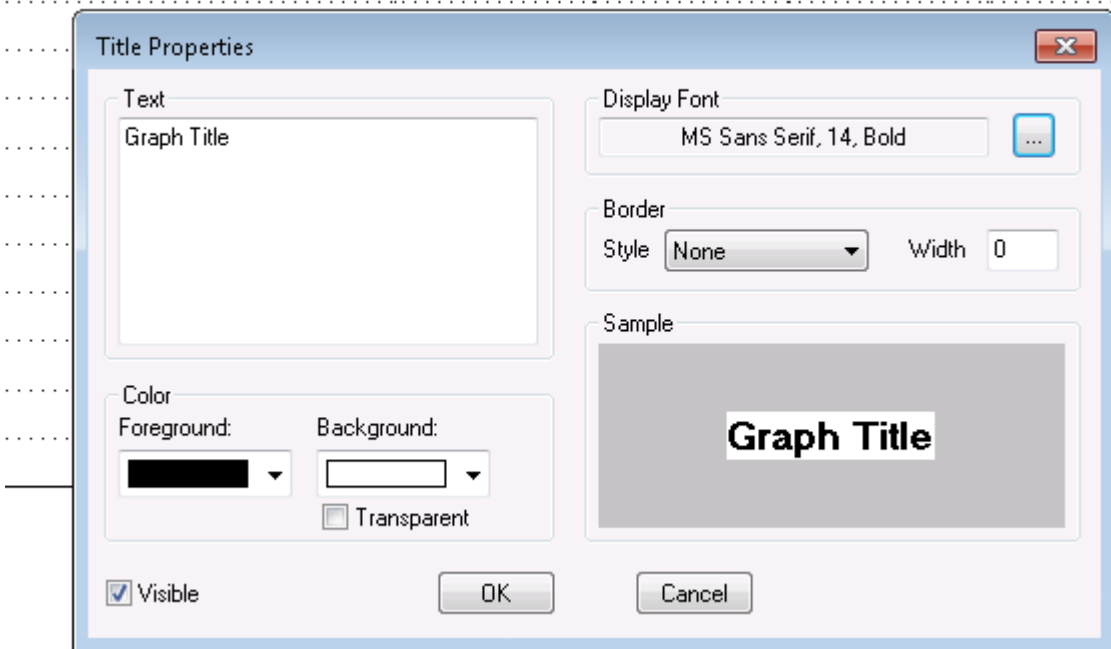 Title Properties
Text
Graph Title
Display Font
MS Sans Serif, 14, Bold
...
Border
Style None Width 0
Color
Foreground: Background:
Transparent
Sample
Graph Title
Visible OK Cancel